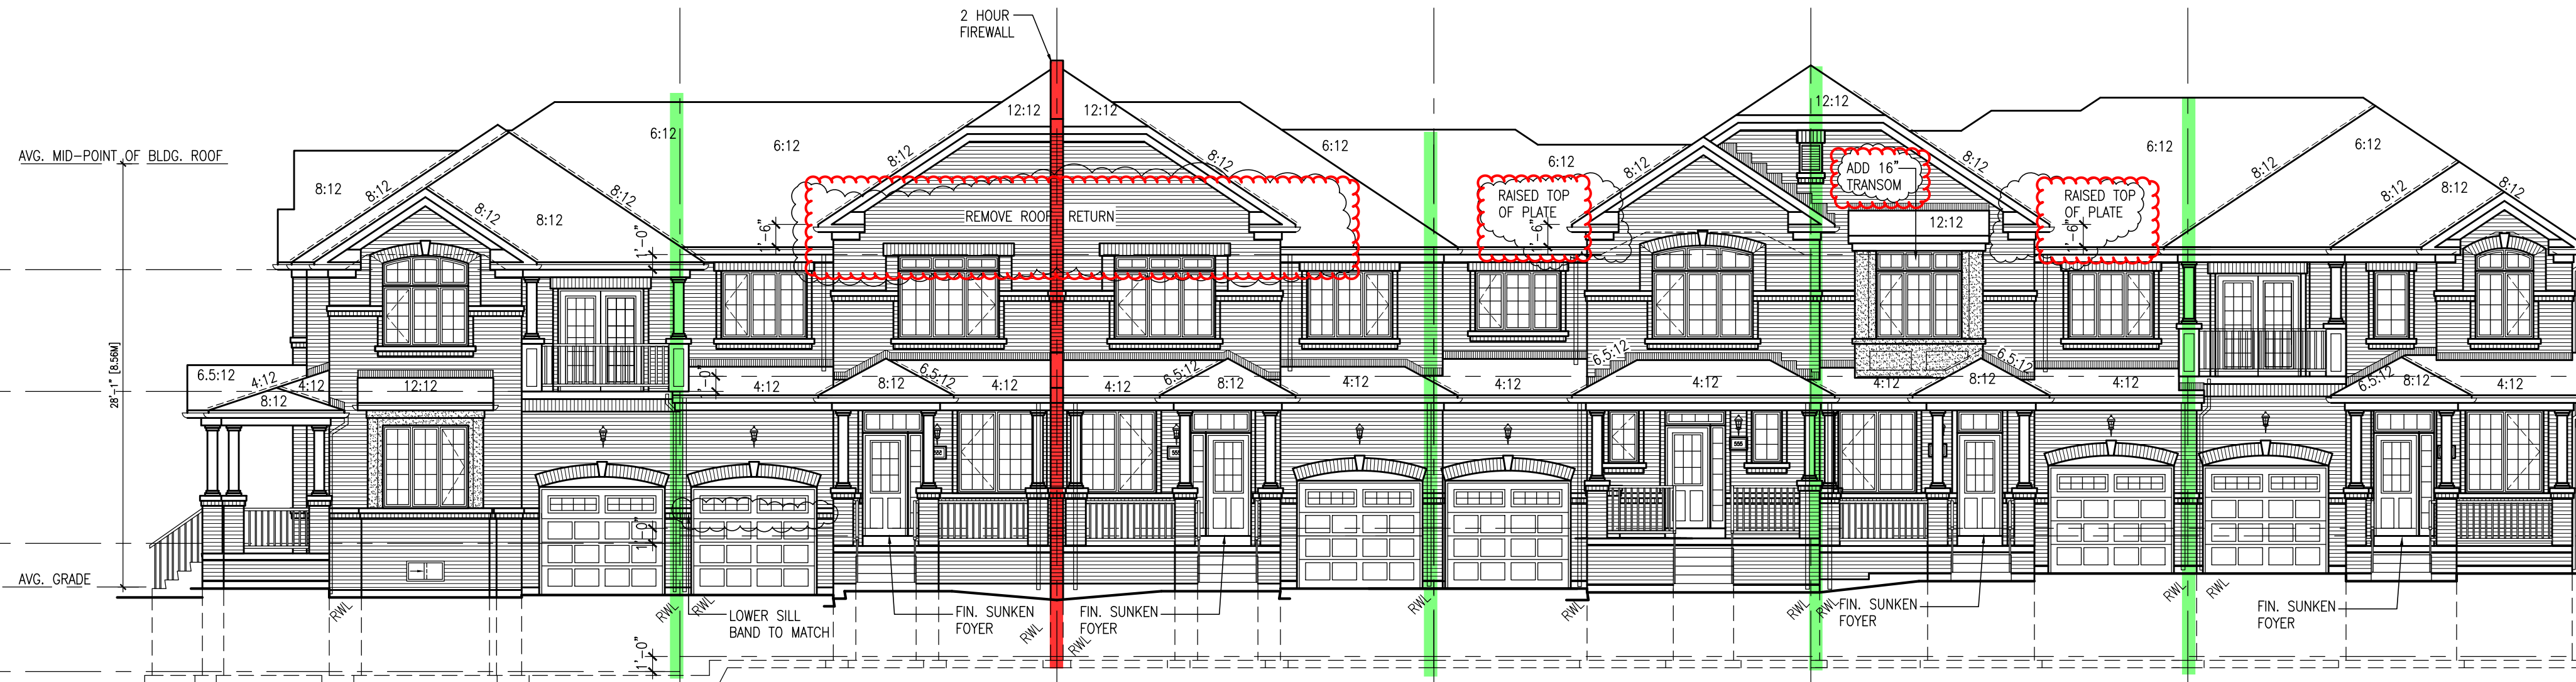 2 HOUR
FIREWALL
12:12
12:12
12:12
6:12
6:12
6:12
6:12
6:12
6:12
AVG. MID-POINT OF BLDG. ROOF
8:12
8:12
8:12
8:12
8:12
8:12
8:12
8:12
8:12
8:12
8:12
8:12
8:12
ADD 16"
TRANSOM
RAISED TOP
OF PLATE
RAISED TOP
OF PLATE
REMOVE ROOF RETURN
12:12
1'-0"
'-6"
'-6"
'-6"
28'-1" [8.56M]
6.5:12
4:12
4:12
8:12
12:12
'-0"
4:12
8:12
6.5:12
4:12
4:12
6.5:12
8:12
4:12
4:12
6.5:12
4:12
4:12
8:12
6.5:12
4:12
6.5:12
8:12
4:12
555
1'-0"
AVG. GRADE
RWL
RWL
RWL
LOWER SILL
BAND TO MATCH
FIN. SUNKEN
FOYER
RWL
RWL
FIN. SUNKEN
FOYER
RWL
RWL
RWL
RWL
FIN. SUNKEN
FOYER
RWL
RWL
FIN. SUNKEN
FOYER
1'-0"